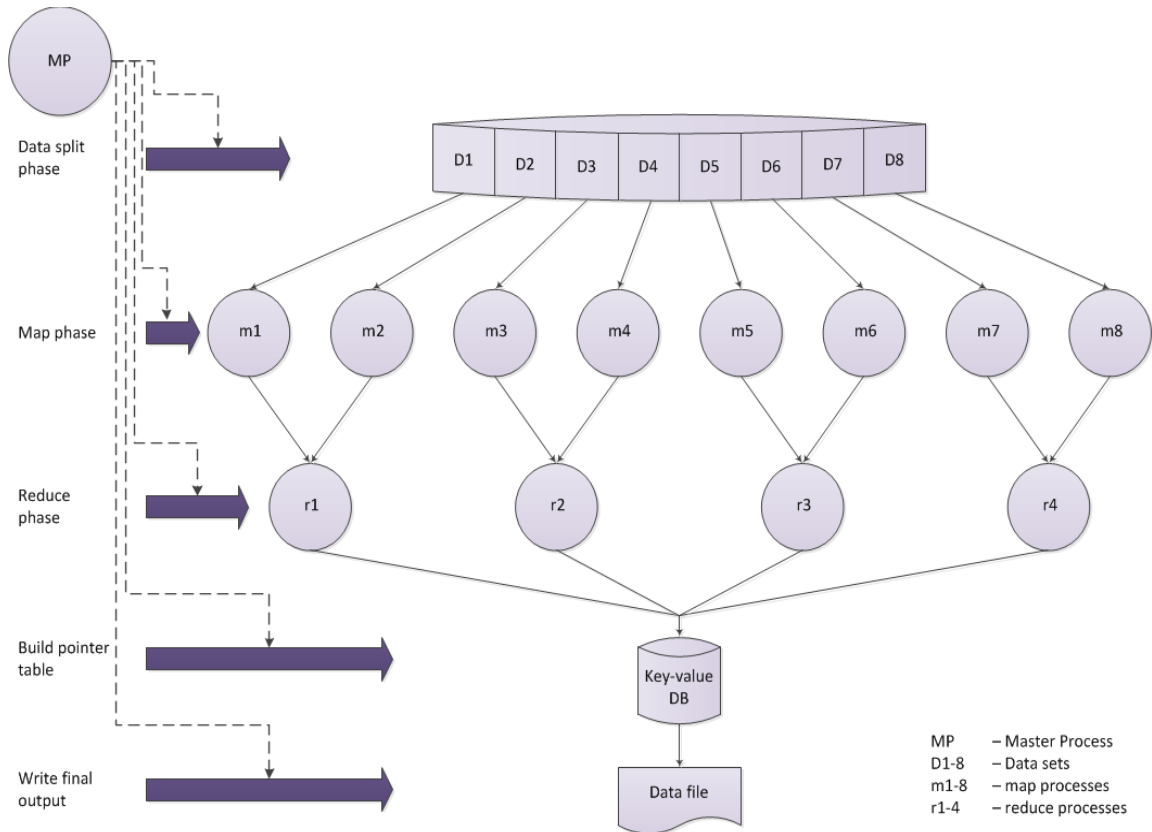 MP
Data split
phase
D1 D2 D3 D4 D5 D6 D7 D8
Map phase
m1 m2 m3 m4 m5 m6 m7 m8
Reduce
phase
r1 r2 r3 r4
Build pointer
table
Key-value
DB
Write final
output
Data file
MP – Master Process
D1-8 – Data sets
m1-8 – map processes
r1-4 – reduce processes